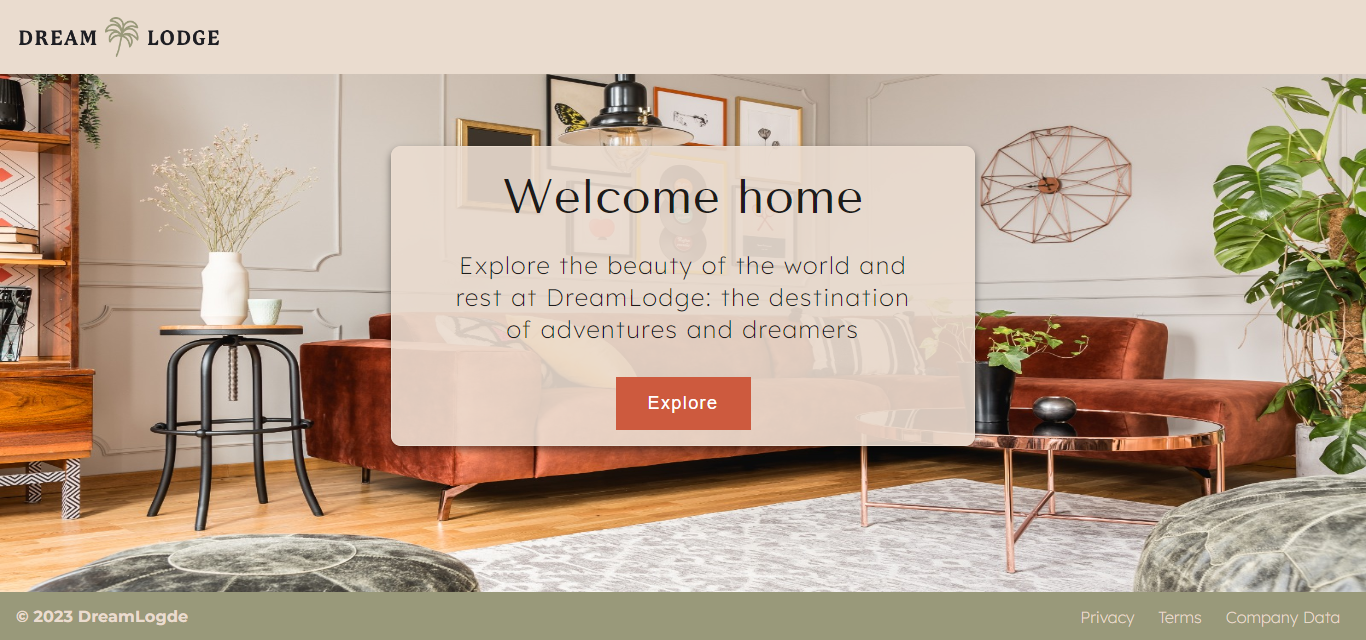 DREAM LODGE
Welcome home
Explore the beauty of the world and
rest at DreamLodge: the destination
of adventures and dreamers
Explore
© 2023 DreamLogde
Privacy Terms Company Data